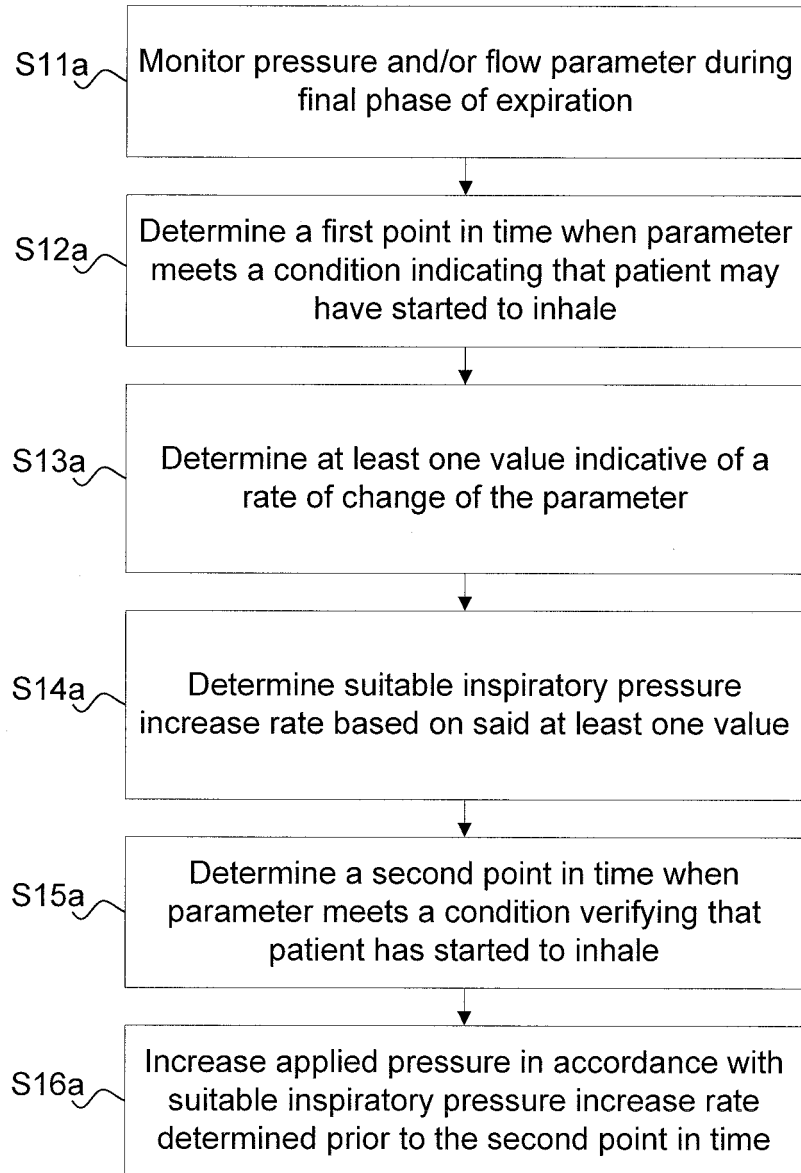 S11a
Monitor pressure and/or flow parameter during
final phase of expiration
S12a
Determine a first point in time when parameter
meets a condition indicating that patient may
have started to inhale
S13a
Determine at least one value indicative of a
rate of change of the parameter
S14a
Determine suitable inspiratory pressure
increase rate based on said at least one value
S15a
Determine a second point in time when
parameter meets a condition verifying that
patient has started to inhale
S16a
Increase applied pressure in accordance with
suitable inspiratory pressure increase rate
determined prior to the second point in time